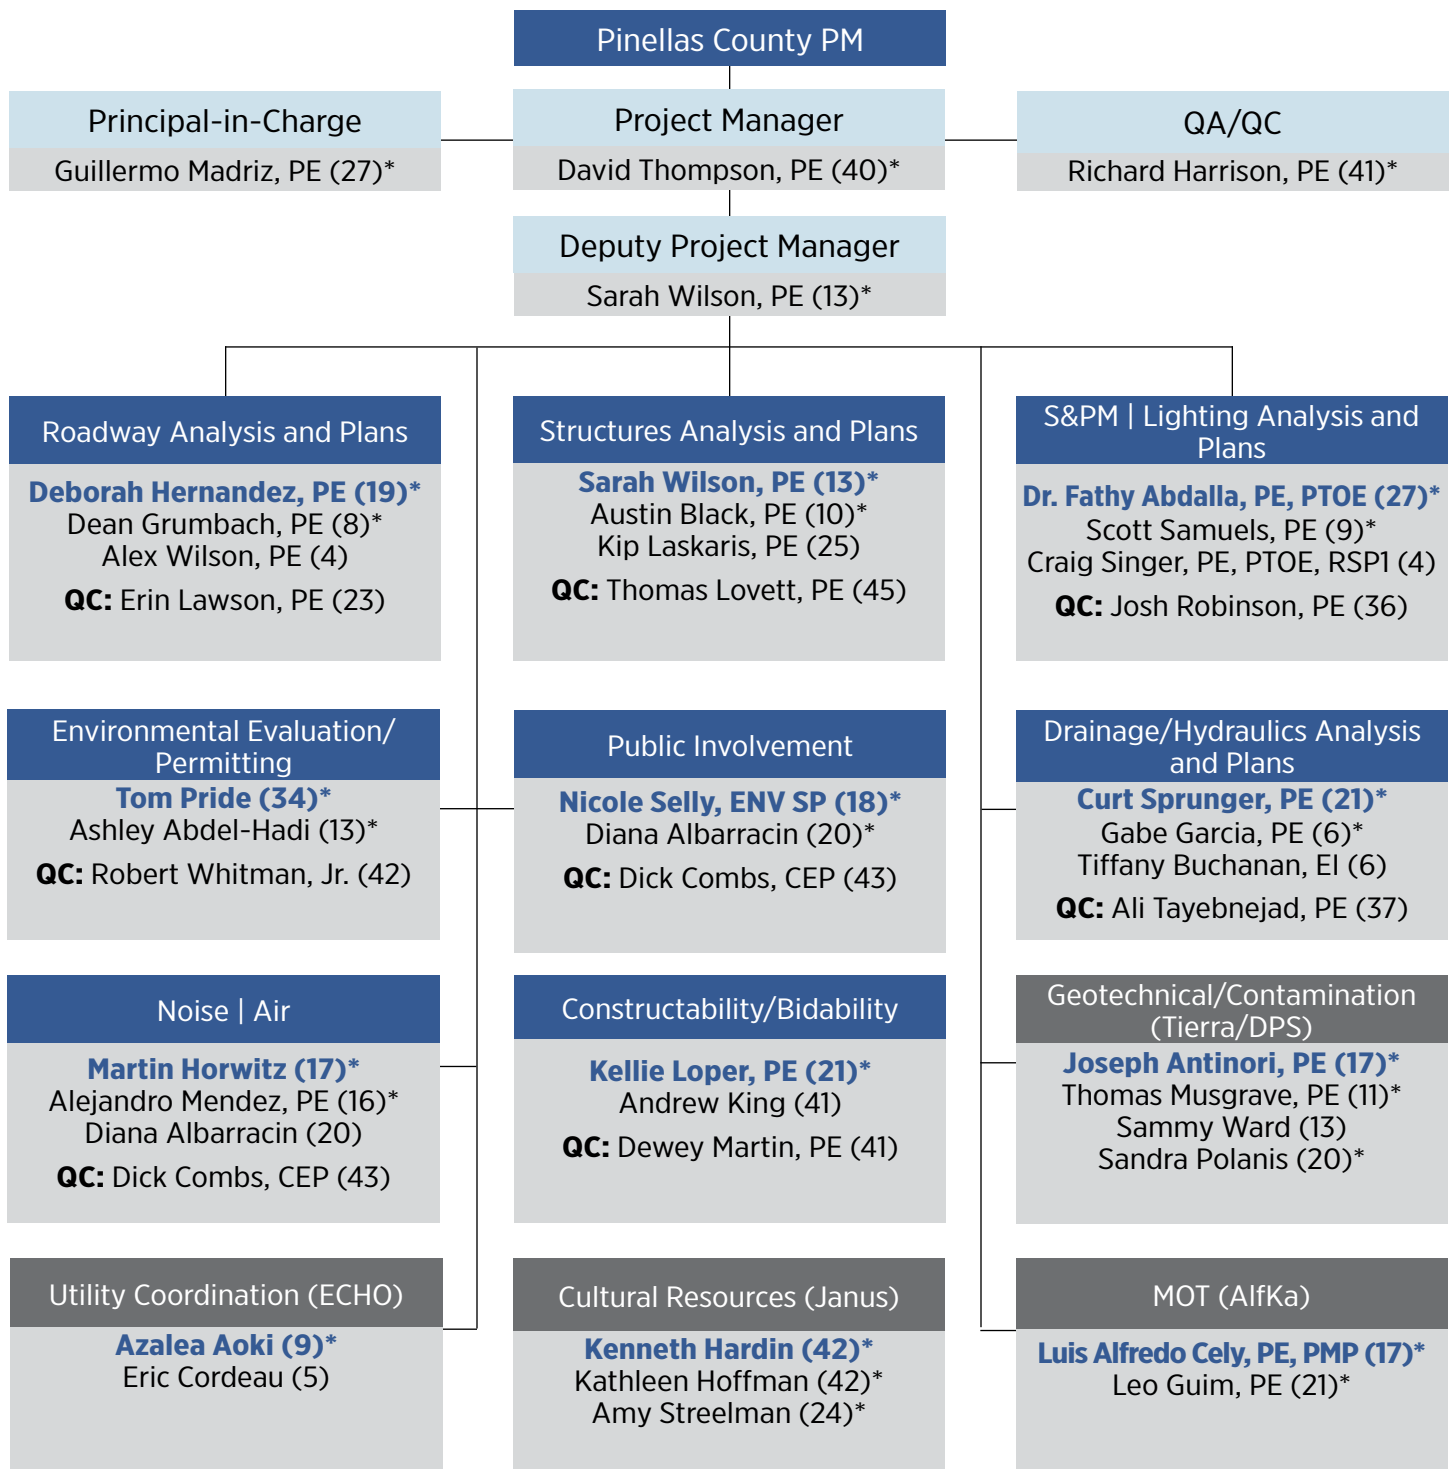 Pinellas County PM
Principal-in-Charge
Guillermo Madriz, PE (27)*
Project Manager
David Thompson, PE (40)*
QA/QC
Richard Harrison, PE (41)*
Deputy Project Manager
Sarah Wilson, PE (13)*
Roadway Analysis and Plans
Deborah Hernandez, PE (19)*
Dean Grumbach, PE (8)*
Alex Wilson, PE (4)
QC: Erin Lawson, PE (23)
Structures Analysis and Plans
Sarah Wilson, PE (13)*
Austin Black, PE (10)*
Kip Laskaris, PE (25)
QC: Thomas Lovett, PE (45)
S&PM | Lighting Analysis and
Plans
Dr. Fathy Abdalla, PE, PTOE (27)*
Scott Samuels, PE (9)*
Craig Singer, PE, PTOE, RSP1 (4)
QC: Josh Robinson, PE (36)
Environmental Evaluation/
Permitting
Tom Pride (34)*
Ashley Abdel-Hadi (13)*
QC: Robert Whitman, Jr. (42)
Public Involvement
Nicole Selly, ENV SP (18)*
Diana Albarracin (20)*
QC: Dick Combs, CEP (43)
Drainage/Hydraulics Analysis
and Plans
Curt Sprunger, PE (21)*
Gabe Garcia, PE (6)*
Tiffany Buchanan, EI (6)
QC: Ali Tayebnejad, PE (37)
Noise | Air
Martin Horwitz (17)*
Alejandro Mendez, PE (16)*
Diana Albarracin (20)
QC: Dick Combs, CEP (43)
Constructability/Bidability
Kellie Loper, PE (21)*
Andrew King (41)
QC: Dewey Martin, PE (41)
Geotechnical/Contamination
(Tierra/DPS)
Joseph Antinori, PE (17)*
Thomas Musgrave, PE (11)*
Sammy Ward (13)
Sandra Polanis (20)*
Utility Coordination (ECHO)
Azalea Aoki (9)*
Eric Cordeau (5)
Cultural Resources (Janus)
Kenneth Hardin (42)*
Kathleen Hoffman (42)*
Amy Streelman (24)*
MOT (AlfKa)
Luis Alfredo Cely, PE, PMP (17)*
Leo Guim, PE (21)*